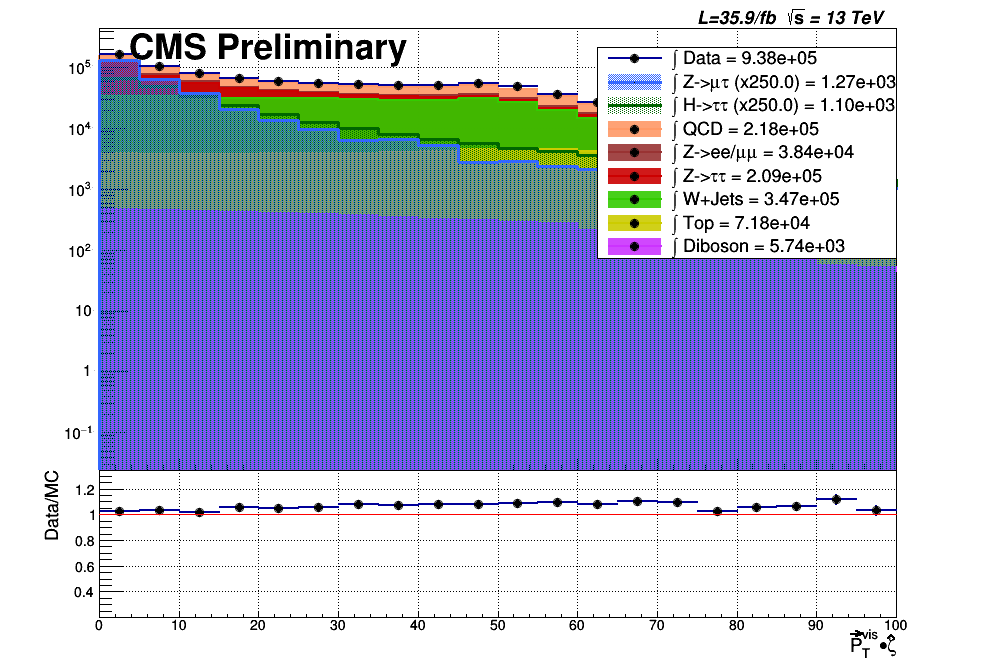 L=35.9/fb √s = 13 TeV
CMS Preliminary
∫ Data = 9.38e+05
∫ Z->μτ (x250.0) = 1.27e+03
∫ H->ττ (x250.0) = 1.10e+03
∫ QCD = 2.18e+05
∫ Z->ee/μμ = 3.84e+04
∫ Z->ττ = 2.09e+05
∫ W+Jets = 3.47e+05
∫ Top = 7.18e+04
∫ Diboson = 5.74e+03
10⁵
10⁴
10³
10²
10
1
10⁻¹
Data/MC
1.2
1
0.8
0.6
0.4
0 10 20 30 40 50 60 70 80 90 100
P⃗_T^vis •ζ̂